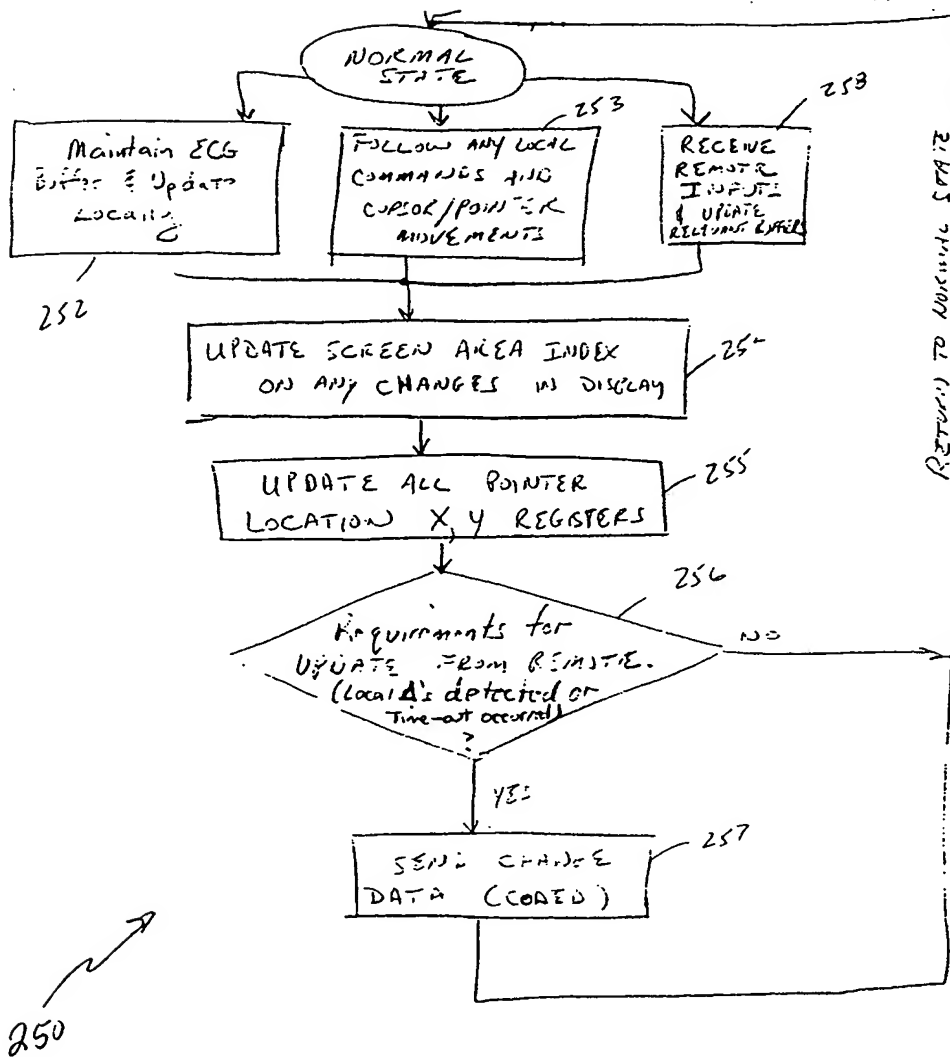 NORMAL
STATE
253
258
Maintain ECG
Buffer & Update
Locally
FOLLOW ANY LOCAL
COMMANDS AND
CURSOR/POINTER
MOVEMENTS
RECEIVE
REMOTE
INPUTS
& UPDATE
RELEVANT BUFFERS
252
UPDATE SCREEN AREA INDEX
ON ANY CHANGES IN DISPLAY
UPDATE ALL POINTER
LOCATION X, Y REGISTERS
255
256
Requirements for
UPDATE FROM REMOTE.
(Local Δ's detected or
Time-out occurred)
?
NO
YES
SEND CHANGE
DATA (CODED)
257
250
RETURN TO NORMAL STATE